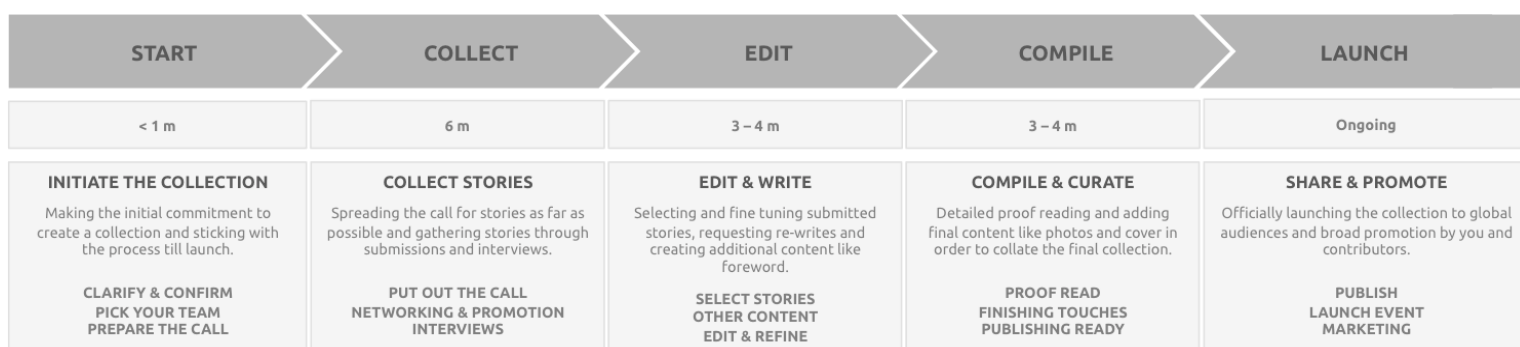 START
COLLECT
EDIT
COMPILE
LAUNCH
< 1 m
6 m
3 – 4 m
3 – 4 m
Ongoing
INITIATE THE COLLECTION
Making the initial commitment to
create a collection and sticking with
the process till launch.
CLARIFY & CONFIRM
PICK YOUR TEAM
PREPARE THE CALL
COLLECT STORIES
Spreading the call for stories as far as
possible and gathering stories through
submissions and interviews.
PUT OUT THE CALL
NETWORKING & PROMOTION
INTERVIEWS
EDIT & WRITE
Selecting and fine tuning submitted
stories, requesting re-writes and
creating additional content like
foreword.
SELECT STORIES
OTHER CONTENT
EDIT & REFINE
COMPILE & CURATE
Detailed proof reading and adding
final content like photos and cover in
order to collate the final collection.
PROOF READ
FINISHING TOUCHES
PUBLISHING READY
SHARE & PROMOTE
Officially launching the collection to global
audiences and broad promotion by you and
contributors.
PUBLISH
LAUNCH EVENT
MARKETING